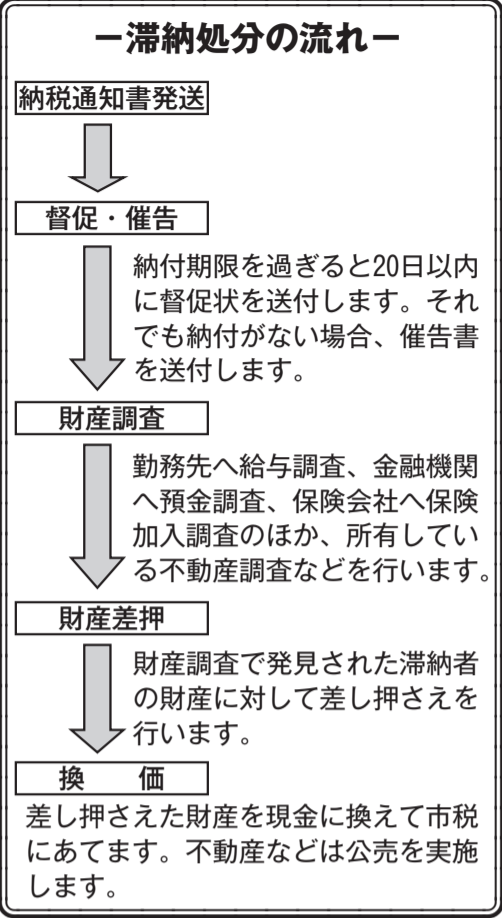 ー滞納処分の流れー
納税通知書発送
督促・催告
納付期限を過ぎると20日以内
に督促状を送付します。それ
でも納付がない場合、催告書
を送付します。
財産調査
勤務先へ給与調査、金融機関
へ預金調査、保険会社へ保険
加入調査のほか、所有してい
る不動産調査などを行います。
財産差押
財産調査で発見された滞納者
の財産に対して差し押さえを
行います。
換　　価
差し押さえた財産を現金に換えて市税
にあてます。不動産などは公売を実施
します。